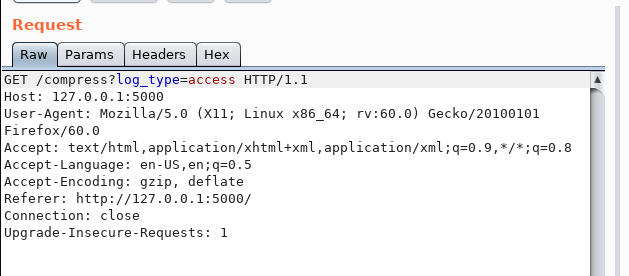 Request
Raw Params Headers Hex
GET /compress?log_type=access HTTP/1.1
Host: 127.0.0.1:5000
User-Agent: Mozilla/5.0 (X11; Linux x86_64; rv:60.0) Gecko/20100101
Firefox/60.0
Accept: text/html,application/xhtml+xml,application/xml;q=0.9,*/*;q=0.8
Accept-Language: en-US,en;q=0.5
Accept-Encoding: gzip, deflate
Referer: http://127.0.0.1:5000/
Connection: close
Upgrade-Insecure-Requests: 1